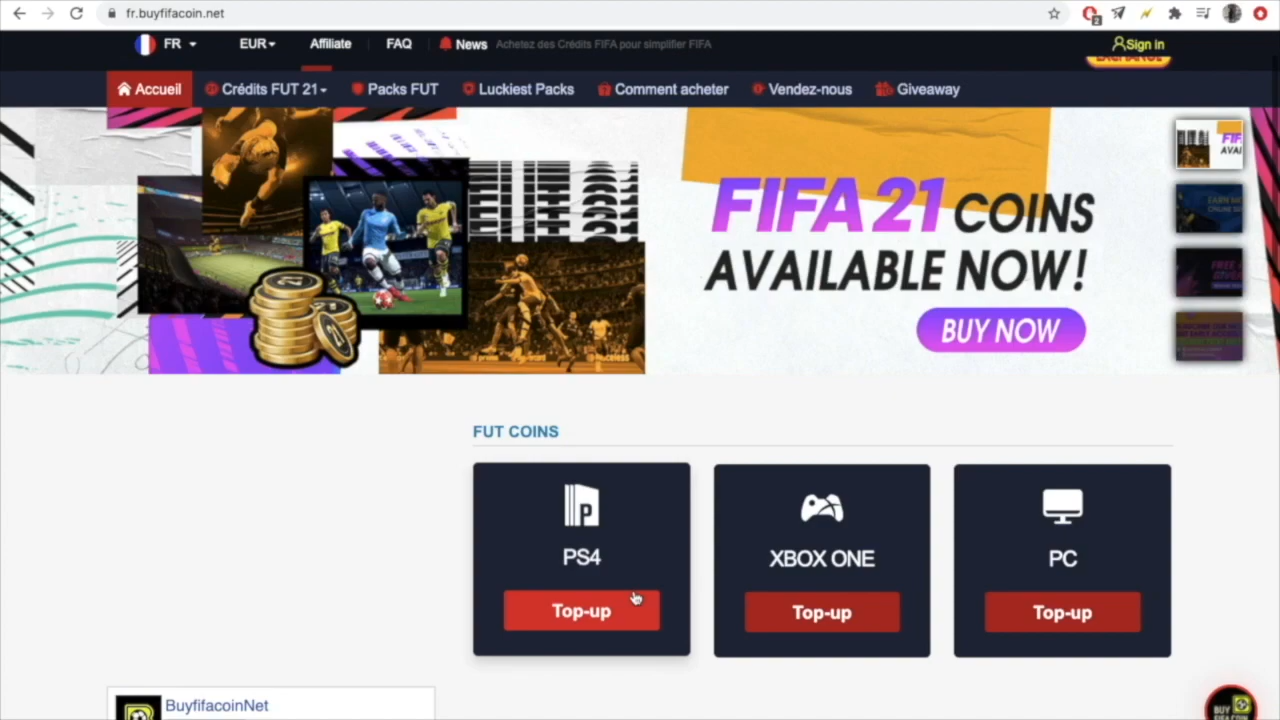 fr.buyfifacoin.net
2
FR
EUR
Affiliate
FAQ
News
Achetez des Crédits FIFA pour simplifier FIFA
Sign in
Accueil
Crédits FUT 21
Packs FUT
Luckiest Packs
Comment acheter
Vendez-nous
Giveaway
FIFA 21 COINS
AVAILABLE NOW!
BUY NOW
FUT COINS
PS4
Top-up
XBOX ONE
Top-up
PC
Top-up
BuyfifacoinNet
BUY